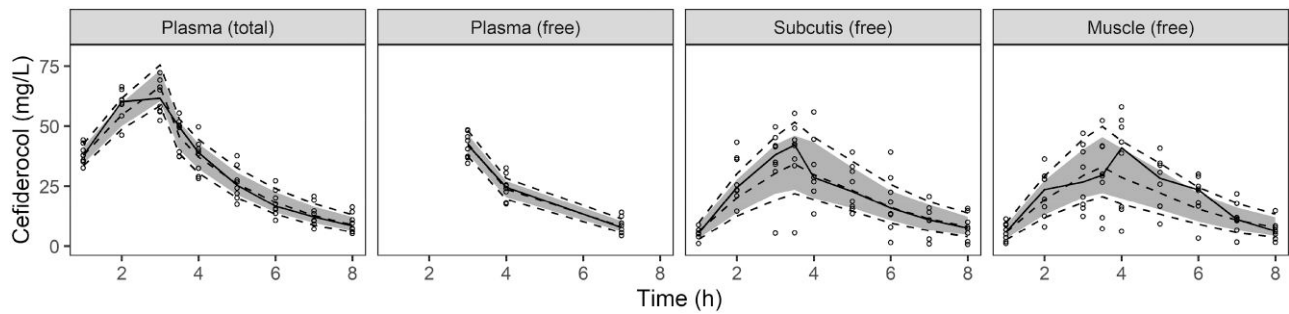 Plasma (total) Plasma (free) Subcutis (free) Muscle (free)
Cefiderocol (mg/L)
75
50
25
0
2 4 6 8 2 4 6 8 2 4 6 8 2 4 6 8
Time (h)